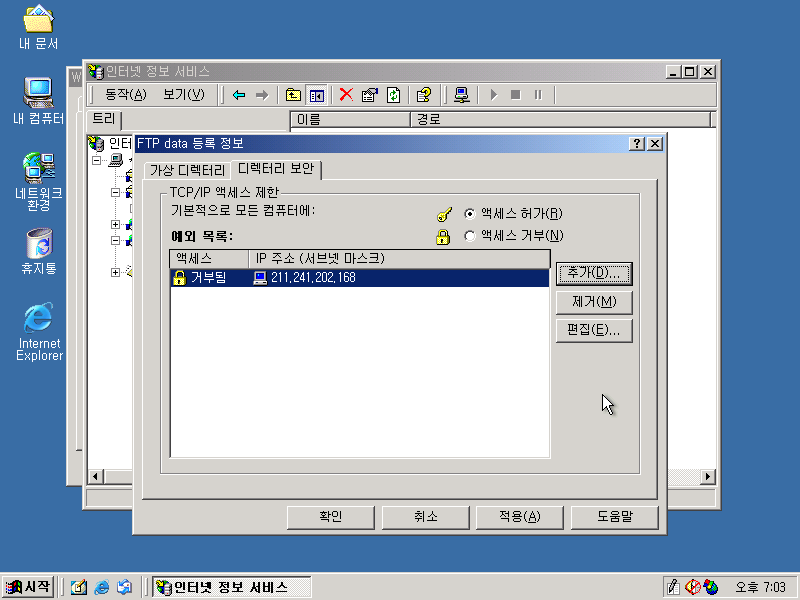 내 문서
내 컴퓨터
네트워크
환경
휴지통
Internet
Explorer
W
인터넷 정보 서비스
동작(A) 보기(V)
트리
이름 경로
인터
FTP data 등록 정보
가상 디렉터리 디렉터리 보안
TCP/IP 액세스 제한
기본적으로 모든 컴퓨터에:
액세스 허가(R)
액세스 거부(N)
예외 목록:
액세스 IP 주소 (서브넷 마스크)
거부됨 211,241,202,168
추가(D)...
제거(M)
편집(E)...
확인 취소 적용(A) 도움말
시작 인터넷 정보 서비스 오후 7:03